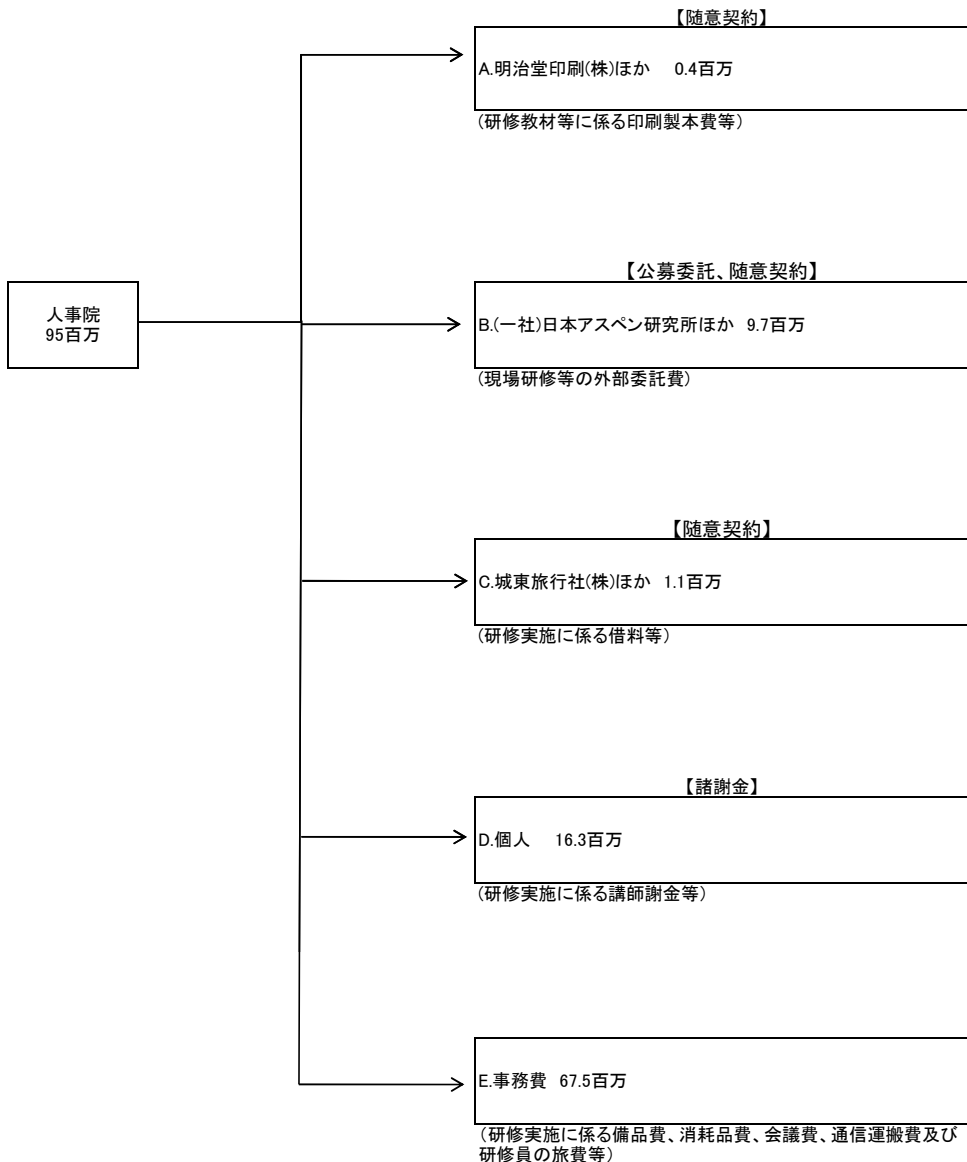 【随意契約】
A.明治堂印刷(株)ほか　0.4百万
(研修教材等に係る印刷製本費等)
【公募委託、随意契約】
人事院
95百万
B.(一社)日本アスペン研究所ほか　9.7百万
(現場研修等の外部委託費)
【随意契約】
C.城東旅行社(株)ほか　1.1百万
(研修実施に係る借料等)
【諸謝金】
D.個人　16.3百万
(研修実施に係る講師謝金等)
E.事務費　67.5百万
(研修実施に係る備品費、消耗品費、会議費、通信運搬費及び
研修員の旅費等)